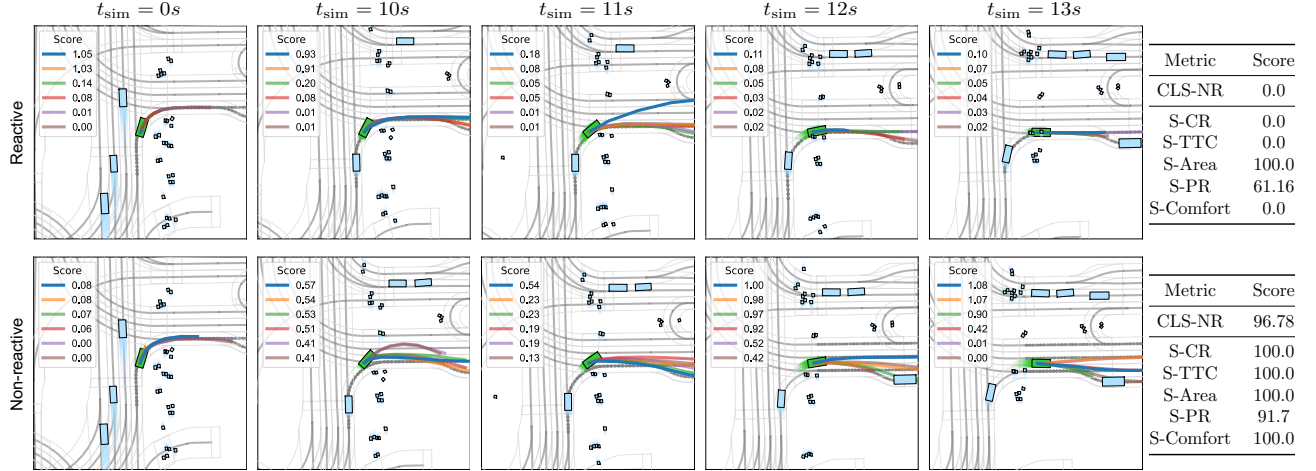 t_sim = 0s
t_sim = 10s
t_sim = 11s
t_sim = 12s
t_sim = 13s
Reactive
Score
1.05
1.03
0.14
0.08
0.01
0.00
Score
0.93
0.91
0.20
0.08
0.01
0.01
Score
0.18
0.08
0.05
0.05
0.01
0.01
Score
0.11
0.08
0.05
0.03
0.02
0.02
Score
0.10
0.07
0.05
0.04
0.03
0.02
Metric Score
CLS-NR 0.0
S-CR 0.0
S-TTC 0.0
S-Area 100.0
S-PR 61.16
S-Comfort 0.0
Non-reactive
Score
0.08
0.08
0.07
0.06
0.00
0.00
Score
0.57
0.54
0.53
0.51
0.41
0.41
Score
0.54
0.23
0.23
0.19
0.19
0.13
Score
1.00
0.98
0.97
0.92
0.52
0.42
Score
1.08
1.07
0.90
0.42
0.01
0.00
Metric Score
CLS-NR 96.78
S-CR 100.0
S-TTC 100.0
S-Area 100.0
S-PR 91.7
S-Comfort 100.0